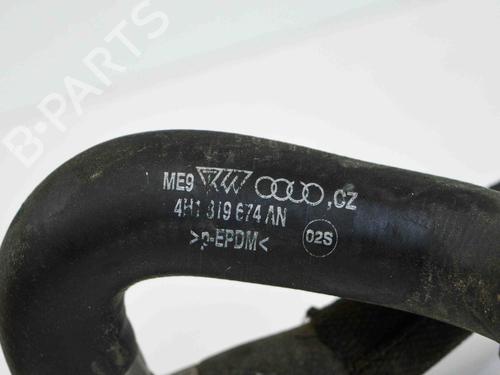 B-PARTS
ME9 ,CZ
4H1 819 674 AN
>p-EPDM< 02S